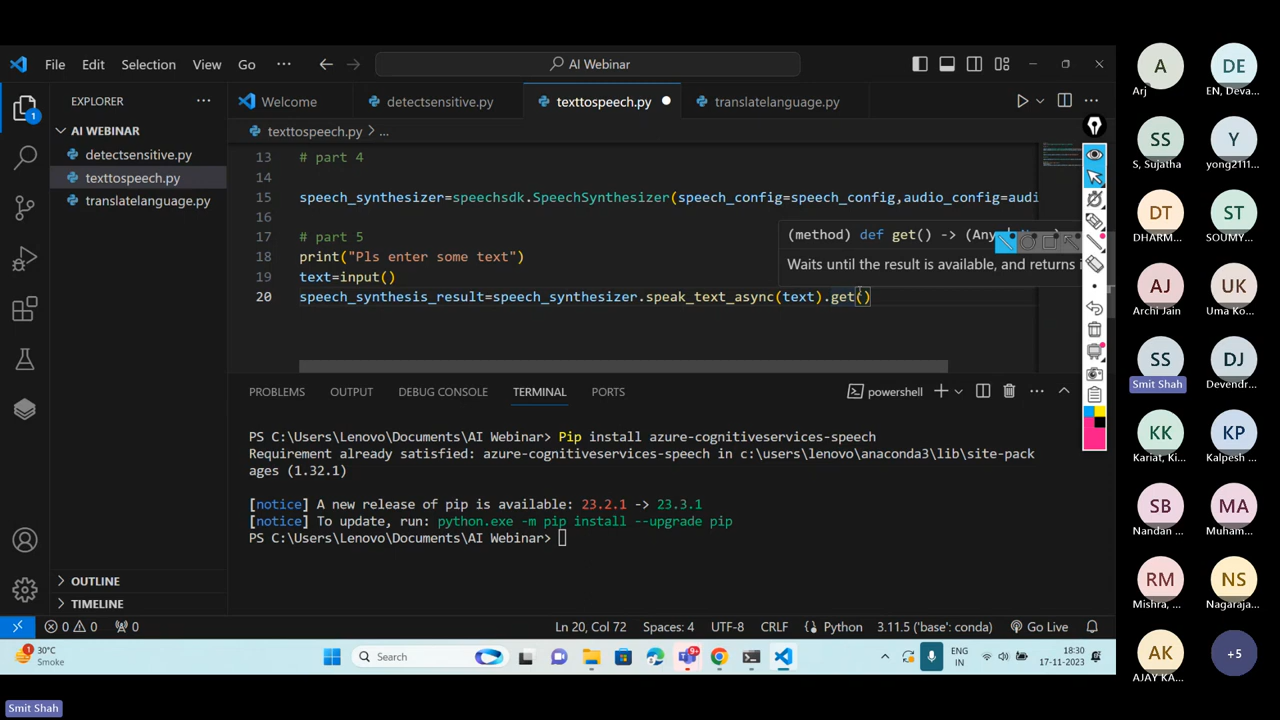 File Edit Selection View Go ··· AI Webinar
EXPLORER ··· Welcome detectsensitive.py texttospeech.py translatelanguage.py
AI WEBINAR
detectsensitive.py
texttospeech.py
translatelanguage.py
OUTLINE
TIMELINE
1
texttospeech.py > ...
13 # part 4
14
15 speech_synthesizer=speechsdk.SpeechSynthesizer(speech_config=speech_config,audio_config=audi
16
17 # part 5
18 print("Pls enter some text")
19 text=input()
20 speech_synthesis_result=speech_synthesizer.speak_text_async(text).get()
(method) def get() -> (Any
Waits until the result is available, and returns i
PROBLEMS OUTPUT DEBUG CONSOLE TERMINAL PORTS powershell
PS C:\Users\Lenovo\Documents\AI Webinar> Pip install azure-cognitiveservices-speech
Requirement already satisfied: azure-cognitiveservices-speech in c:\users\lenovo\anaconda3\lib\site-pack
ages (1.32.1)
[notice] A new release of pip is available: 23.2.1 -> 23.3.1
[notice] To update, run: python.exe -m pip install --upgrade pip
PS C:\Users\Lenovo\Documents\AI Webinar>
0 0 0 Ln 20, Col 72 Spaces: 4 UTF-8 CRLF Python 3.11.5 ('base': conda) Go Live
1 30°C
Smoke
Search
9+
ENG
IN
18:30
17-11-2023
Smit Shah
A DE
Arj EN, Deva...
SS Y
S, Sujatha yong2111...
DT ST
DHARM... SOUMY...
AJ UK
Archi Jain Uma Ko...
SS DJ
Smit Shah Devendr...
KK KP
Kariat, Ki... Kalpesh ...
SB MA
Nandan ... Muham...
RM NS
Mishra, ... Nagaraja...
AK +5
AJAY KA...